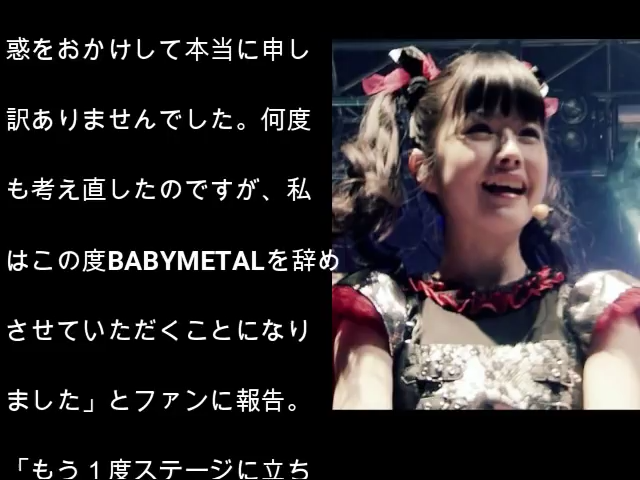 惑をおかけして本当に申し
訳ありませんでした。何度
も考え直したのですが、私
はこの度BABYMETALを辞め
させていただくことになり
ました」とファンに報告。
「もう１度ステージに立ち